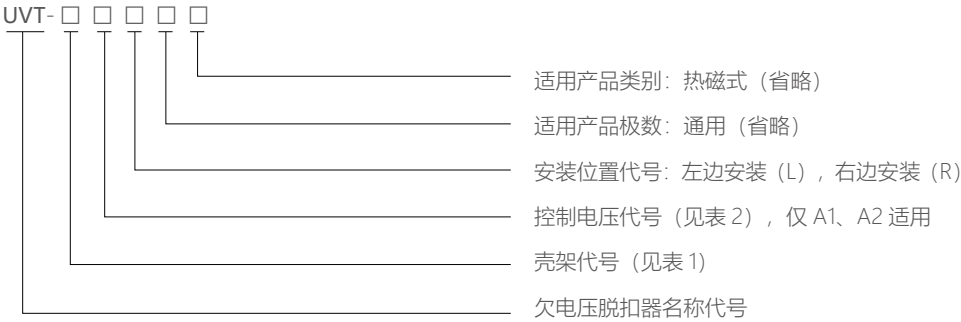 UVT-□ □ □ □ □
适用产品类别：热磁式（省略）
适用产品极数：通用（省略）
安装位置代号：左边安装（L），右边安装（R）
控制电压代号（见表 2），仅 A1、A2 适用
壳架代号（见表 1）
欠电压脱扣器名称代号